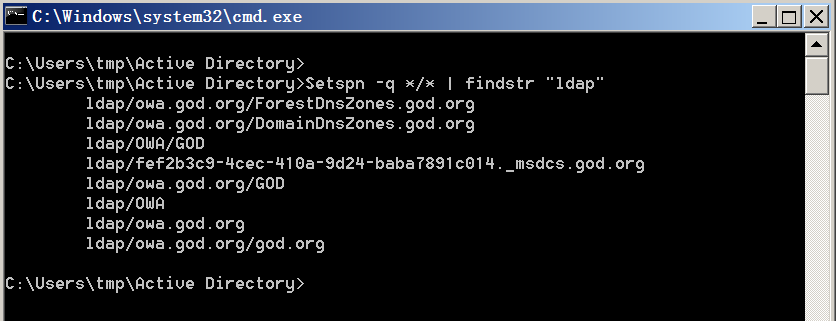 C:\Windows\system32\cmd.exe
C:\Users\tmp\Active Directory>
C:\Users\tmp\Active Directory>Setspn -q */* | findstr "ldap"
ldap/owa.god.org/ForestDnsZones.god.org
ldap/owa.god.org/DomainDnsZones.god.org
ldap/OWA/GOD
ldap/fef2b3c9-4cec-410a-9d24-baba7891c014._msdcs.god.org
ldap/owa.god.org/GOD
ldap/OWA
ldap/owa.god.org
ldap/owa.god.org/god.org
C:\Users\tmp\Active Directory>